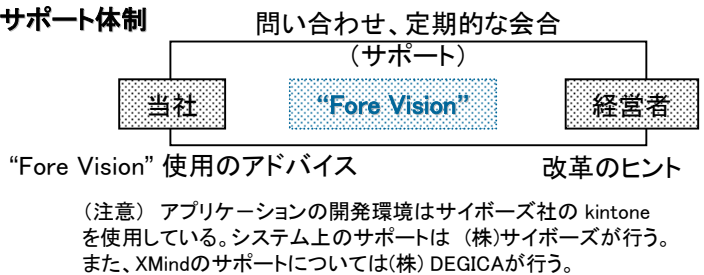 サポート体制
問い合わせ、定期的な会合
（サポート）
当社
“Fore Vision”
経営者
“Fore Vision” 使用のアドバイス
改革のヒント
（注意） アプリケーションの開発環境はサイボーズ社の kintone
を使用している。システム上のサポートは （株）サイボーズが行う。
また、XMindのサポートについては(株) DEGICAが行う。